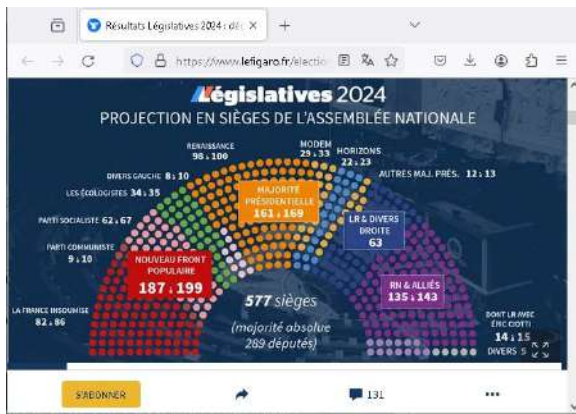 Résultats Législatives 2024 : dé
https://www.lefigaro.fr/electio
Législatives 2024
PROJECTION EN SIÈGES DE L'ASSEMBLÉE NATIONALE
RENAISSANCE
98 à 100
MODEM
29 à 33
HORIZONS
22 à 23
AUTRES MAJ. PRÉS. 12 à 13
DIVERS GAUCHE 8 à 10
LES ÉCOLOGISTES 34 à 35
PARTI SOCIALISTE 62 à 67
PARTI COMMUNISTE
9 à 10
LA FRANCE INSOUMISE
82 à 86
MAJORITÉ
PRÉSIDENTIELLE
161 à 169
LR & DIVERS
DROITE
63
NOUVEAU FRONT
POPULAIRE
187 à 199
RN & ALLIÉS
135 à 143
577 sièges
(majorité absolue
289 députés)
DONT LR AVEC
ÉRIC CIOTTI
14 à 15
DIVERS 5
S'ABONNER
131